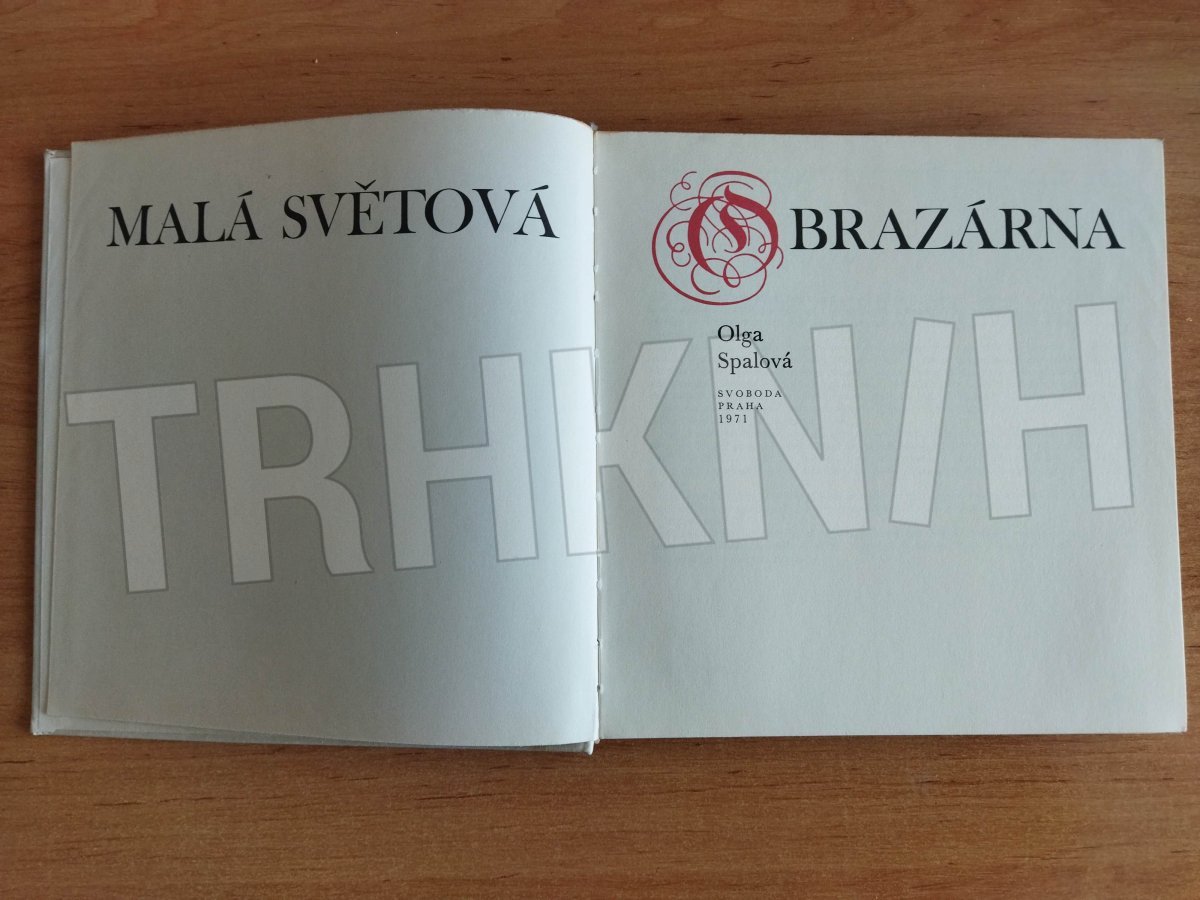 MALÁ SVĚTOVÁ OBRAZÁRNA
Olga
Spalová
SVOBODA
PRAHA
1971
TRHKNIH